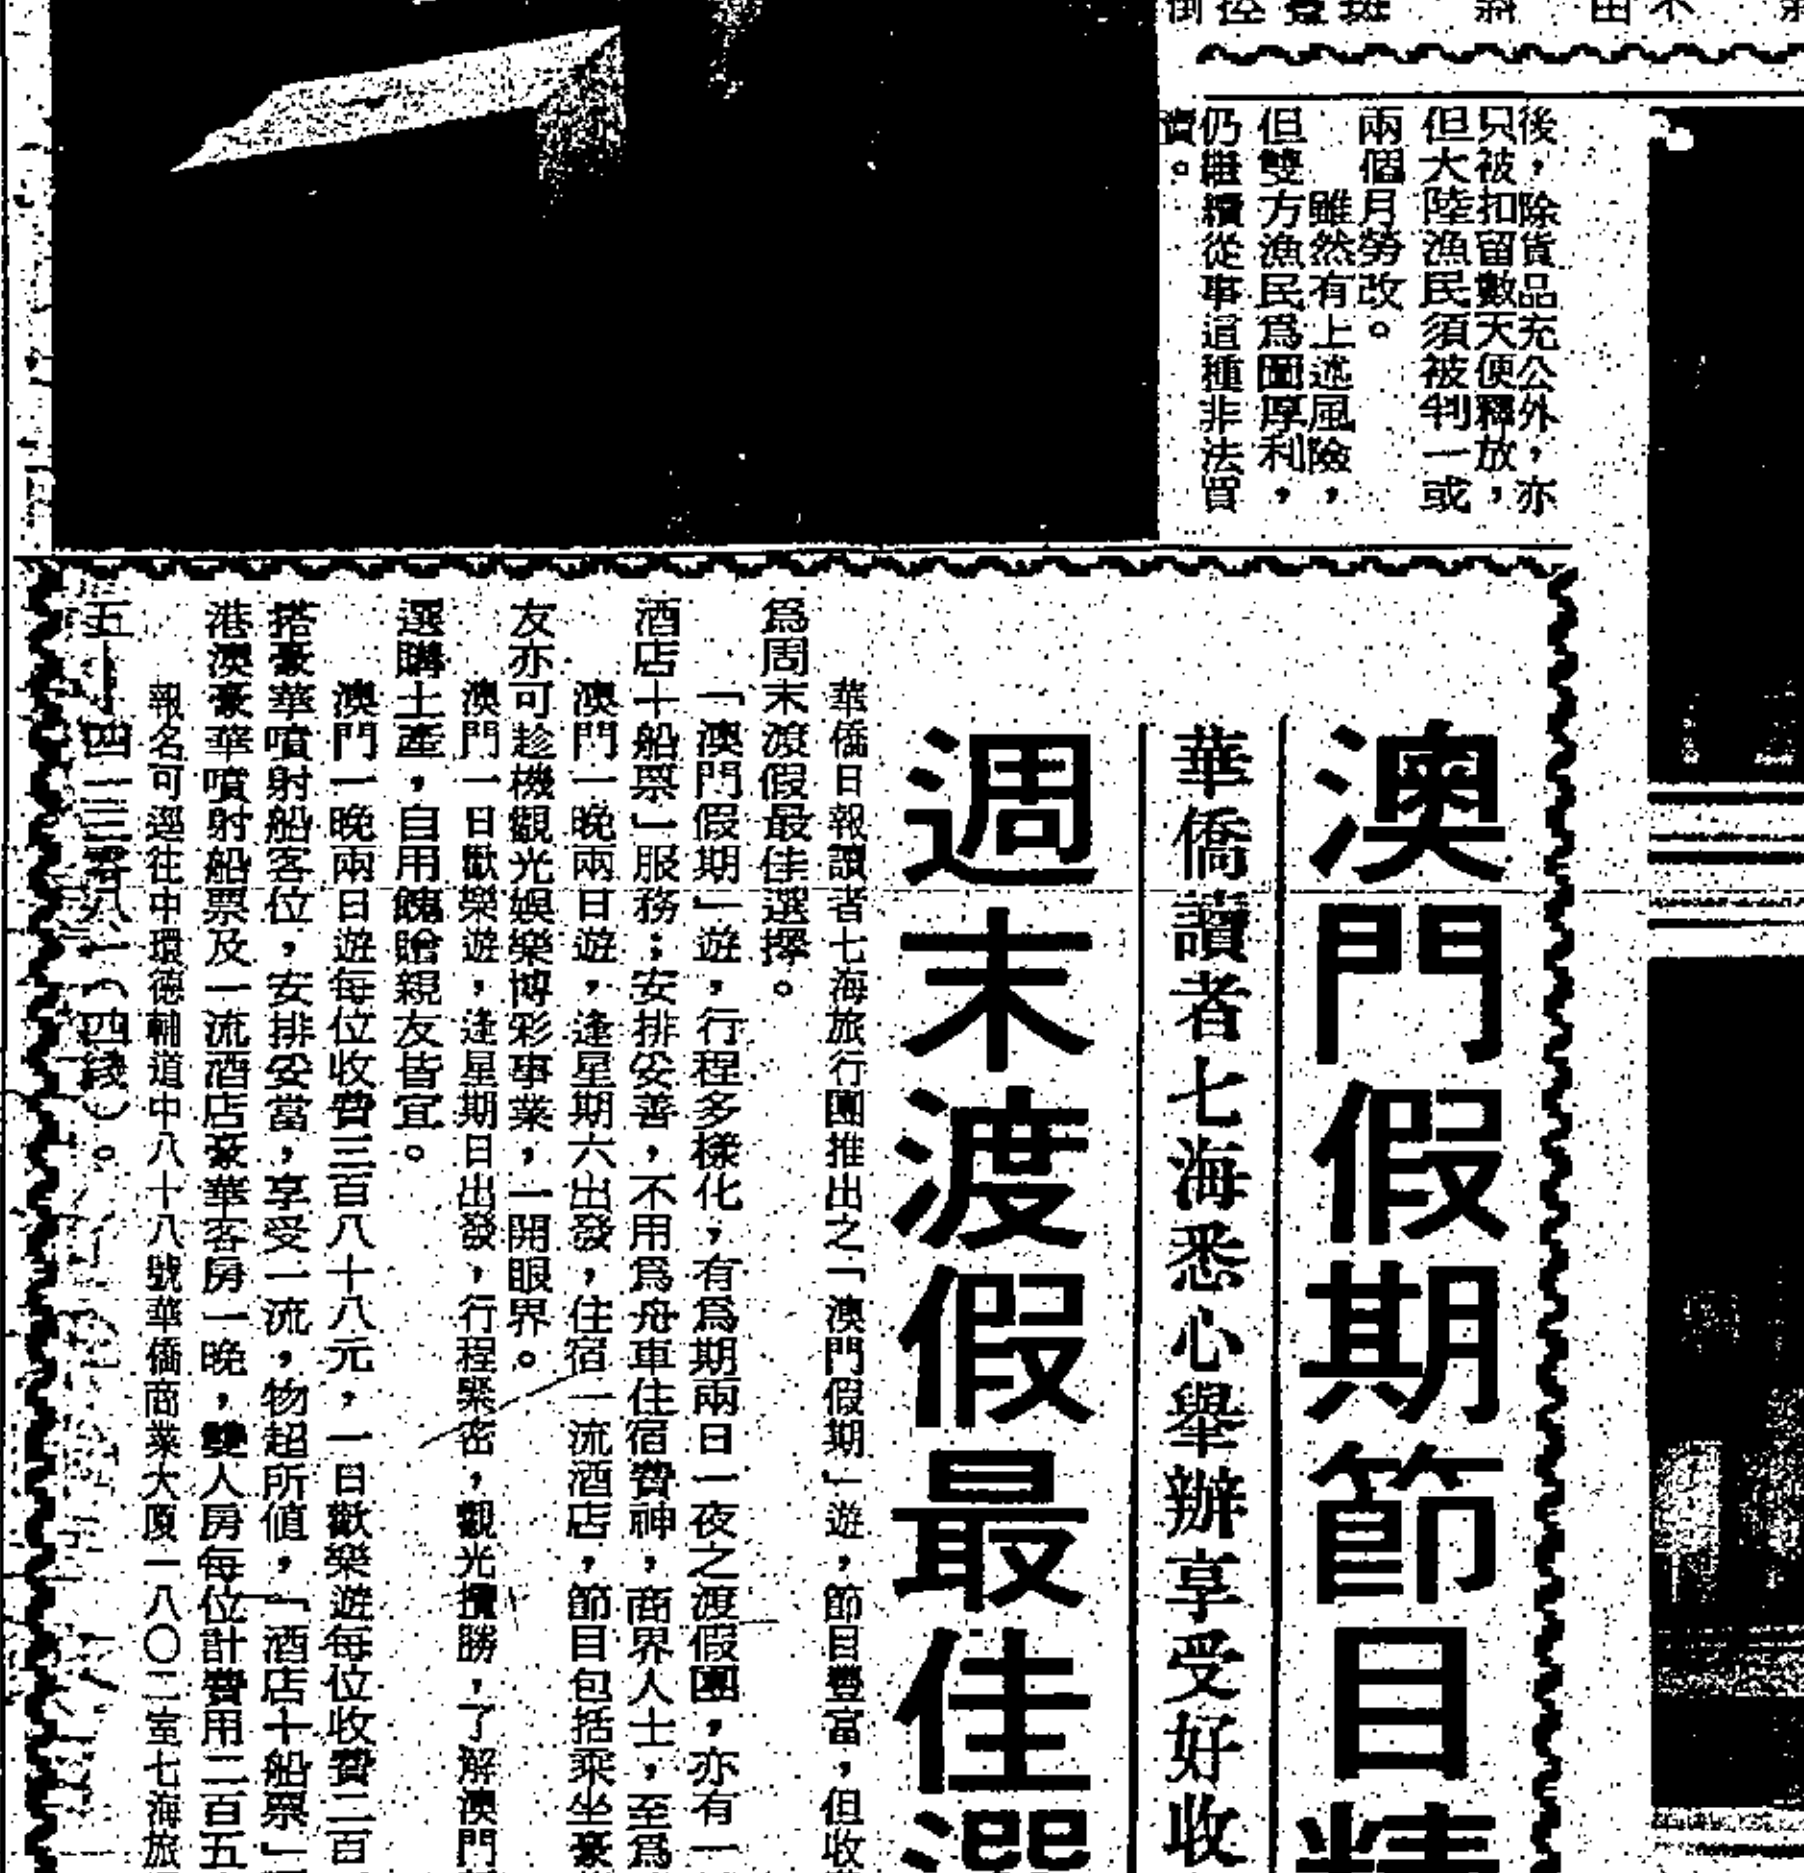 後，除貨品充公外，亦
只被扣留數天便釋放，
但大陸漁民須被判一或
兩個月勞改。
雖然有上述風險，
但雙方漁民爲圖厚利，
仍繼續從事這種非法買
賣。
澳門假期節目精
華僑讀者七海悉心舉辦享受好收
週末渡假最佳選
華僑日報讀者七海旅行團推出之「澳門假期」遊，節目豐富，但收
爲周末渡假最佳選擇。
「澳門假期」遊，行程多樣化，有爲期兩日一夜之渡假團，亦有一
酒店十船票」服務；安排妥善，不用爲舟車住宿費神，商界人士，至爲
澳門一晚兩日遊，逢星期六出發，住宿一流酒店，節目包括乘坐豪
友亦可趁機觀光娛樂博彩事業，一開眼界。
澳門一日歡樂遊，逢星期日出發，行程緊密，觀光攬勝，了解澳門
選購土產，自用餽贈親友皆宜。
澳門一晚兩日遊每位收費三百八十八元，一日歡樂遊每位收費二百
搭豪華噴射船客位，安排妥當，享受一流，物超所值，「酒店十船票」
港澳豪華噴射船票及一流酒店豪華客房一晚，雙人房每位計費用二百五
報名可逕往中環德輔道中八十八號華僑商業大厦一八〇二室七海旅
五—四一三零八一（四綫）。